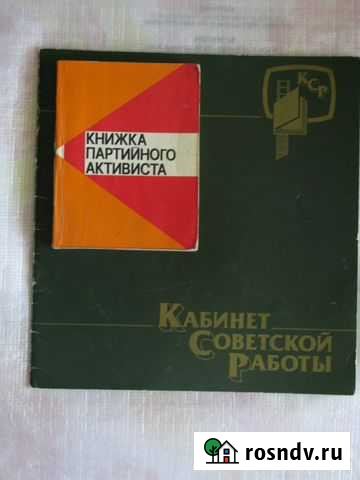 КСР
КНИЖКА
ПАРТИЙНОГО
АКТИВИСТА
КАБИНЕТ
СОВЕТСКОЙ
РАБОТЫ
rosndv.ru